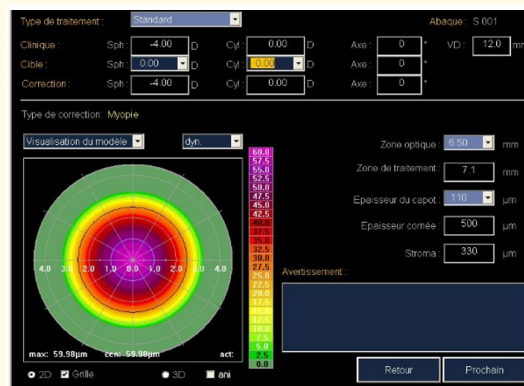 Type de traitement : Standard Abaque : S 001
Clinique : Sph : -4.00 D Cyl : 0.00 D Axe : 0 ° VD : 12.0 mm
Cible : Sph : 0.00 D Cyl : 0.00 D Axe : 0 °
Correction : Sph : -4.00 D Cyl : 0.00 D Axe : 0 °
Type de correction: Myopie
Visualisation du modèle dyn.
Zone optique : 6.50 mm
Zone de traitement : 7.1 mm
Epaisseur du capot : 110 µm
Epaisseur cornée : 500 µm
Stroma : 330 µm
Avertissement :
60.0
57.5
55.0
52.5
50.0
47.5
45.0
42.5
40.0
37.5
35.0
32.5
30.0
27.5
25.0
22.5
20.0
17.5
15.0
12.5
10.0
7.5
5.0
2.5
0.0
4.0 3.0 2.0 1.0 0.0 1.0 2.0 3.0 4.0
max: 59.98µm cen: 59.98µm act:
2D Grille 3D ani
Retour Prochain